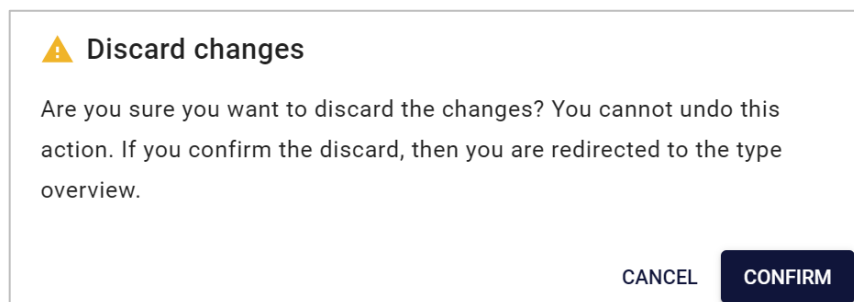 Discard changes
Are you sure you want to discard the changes? You cannot undo this
action. If you confirm the discard, then you are redirected to the type
overview.
CANCEL CONFIRM